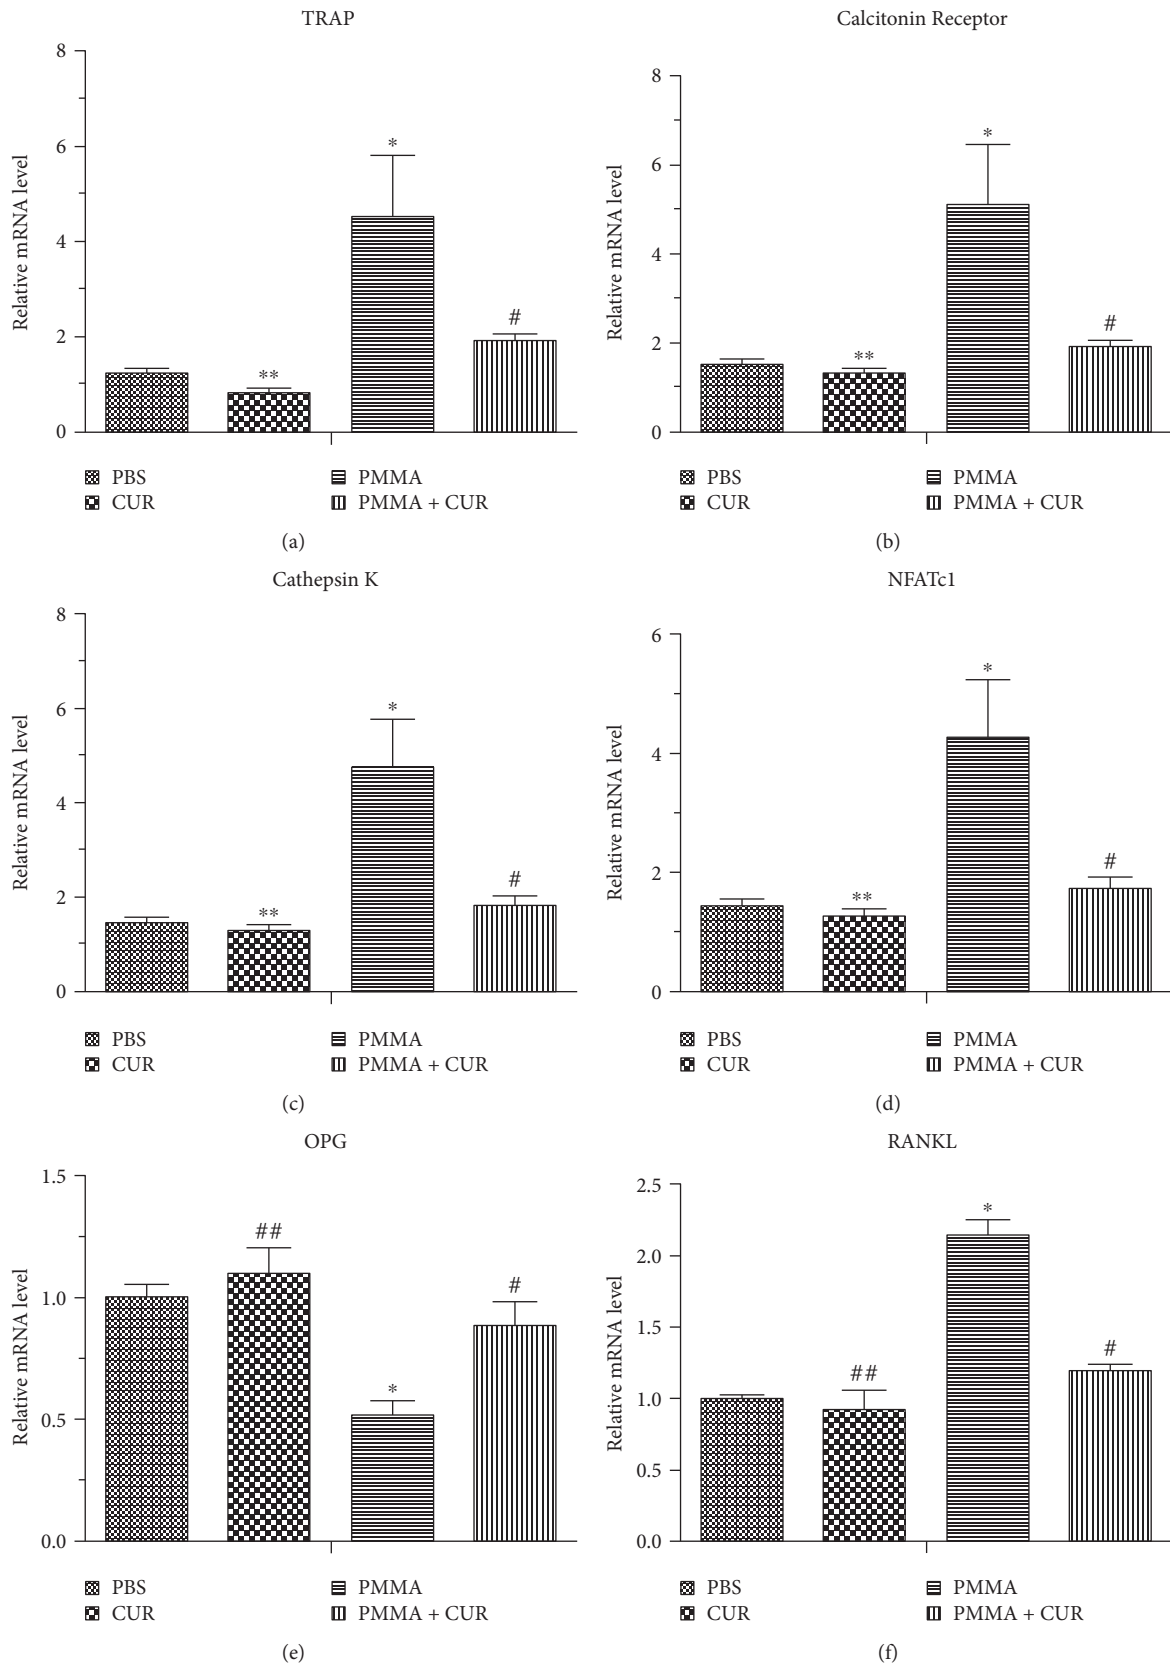 TRAP
8
6
4
2
0
Relative mRNA level
*
**
#
PBS
CUR
PMMA
PMMA + CUR
(a)
Calcitonin Receptor
8
6
4
2
0
Relative mRNA level
*
**
#
PBS
CUR
PMMA
PMMA + CUR
(b)
Cathepsin K
8
6
4
2
0
Relative mRNA level
*
**
#
PBS
CUR
PMMA
PMMA + CUR
(c)
NFATc1
6
4
2
0
Relative mRNA level
*
**
#
PBS
CUR
PMMA
PMMA + CUR
(d)
OPG
1.5
1.0
0.5
0.0
Relative mRNA level
##
*
#
PBS
CUR
PMMA
PMMA + CUR
(e)
RANKL
2.5
2.0
1.5
1.0
0.5
0.0
Relative mRNA level
##
*
#
PBS
CUR
PMMA
PMMA + CUR
(f)